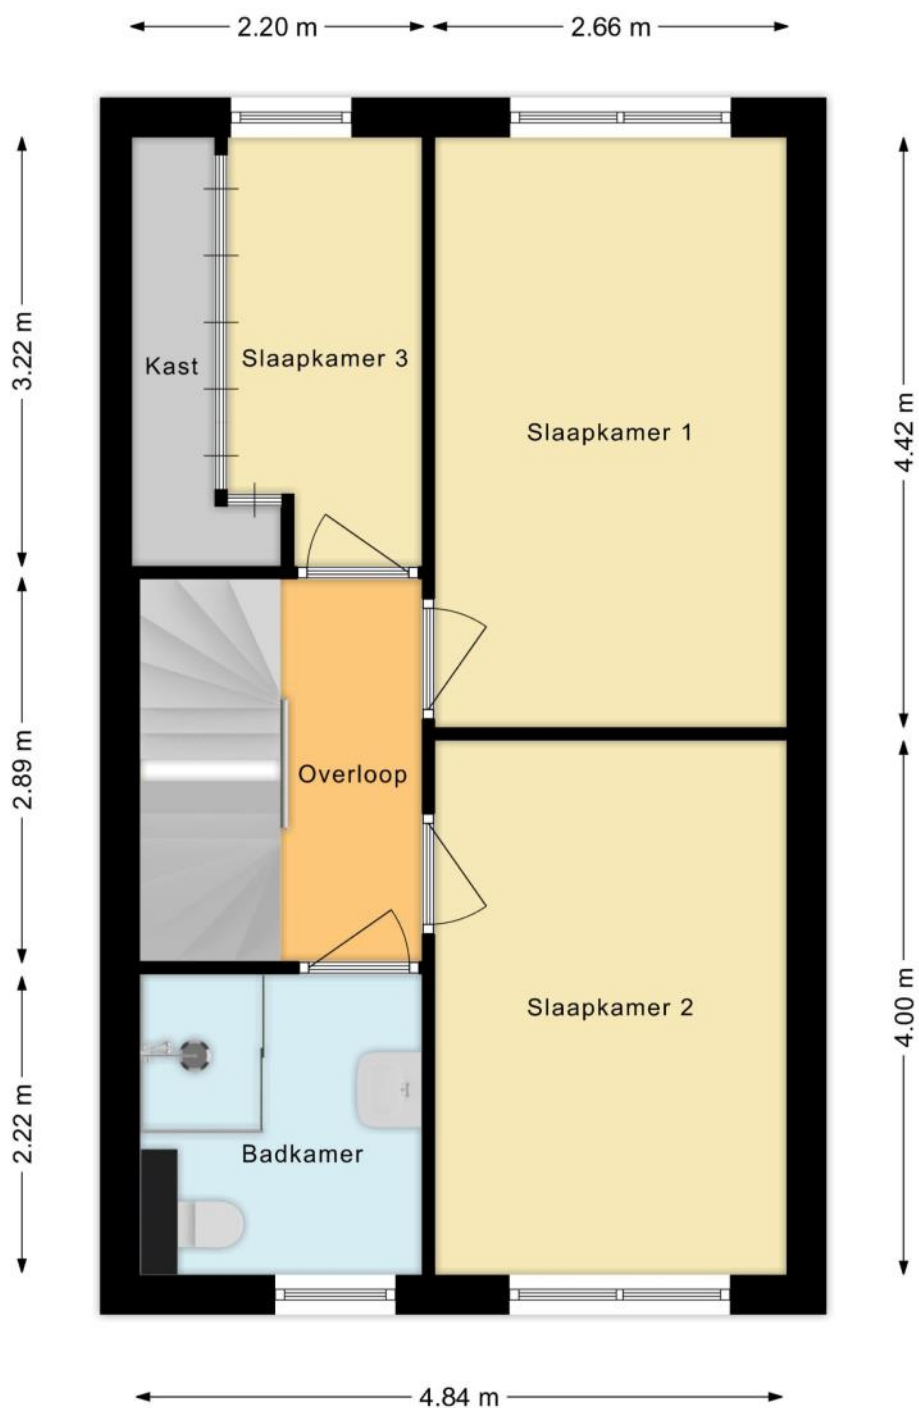 2.20 m
2.66 m
3.22 m
Kast
Slaapkamer 3
Slaapkamer 1
4.42 m
2.89 m
Overloop
Slaapkamer 2
4.00 m
2.22 m
Badkamer
4.84 m